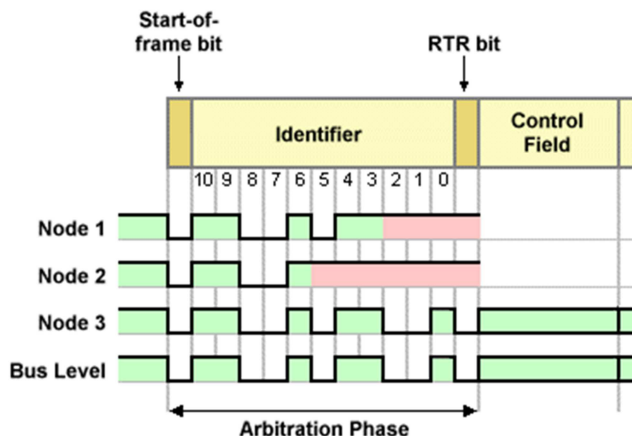 Start-of-
frame bit
RTR bit
Identifier
Control
Field
10 9 8 7 6 5 4 3 2 1 0
Node 1
Node 2
Node 3
Bus Level
Arbitration Phase